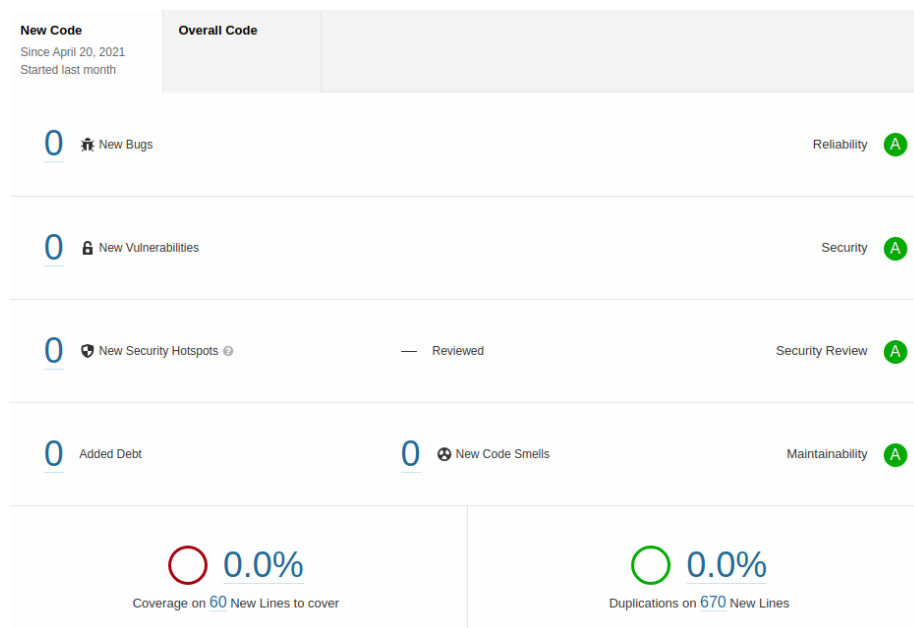 New Code
Since April 20, 2021
Started last month
Overall Code
0 New Bugs Reliability A
0 New Vulnerabilities Security A
0 New Security Hotspots ? — Reviewed Security Review A
0 Added Debt 0 New Code Smells Maintainability A
0.0% 0.0%
Coverage on 60 New Lines to cover Duplications on 670 New Lines